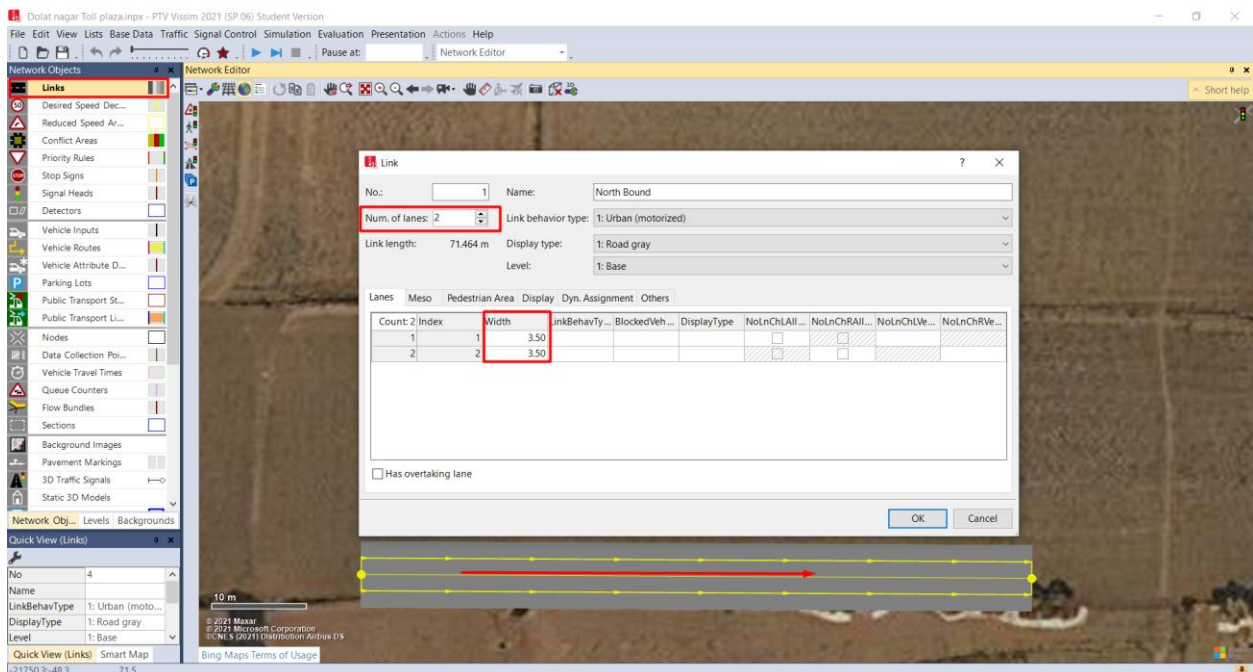 Dolat nagar Toll plaza.inpx - PTV Vissim 2021 (SP 06) Student Version
File Edit View Lists Base Data Traffic Signal Control Simulation Evaluation Presentation Actions Help
Pause at: Network Editor
Network Objects
Network Editor
Links
Short help
50 Desired Speed Dec...
Reduced Speed Ar...
Conflict Areas
Priority Rules
STOP Stop Signs
Signal Heads
Detectors
Vehicle Inputs
Vehicle Routes
Vehicle Attribute D...
P Parking Lots
Public Transport St...
Public Transport Li...
Nodes
Data Collection Poi...
Vehicle Travel Times
Queue Counters
Flow Bundles
Sections
Background Images
Pavement Markings
3D Traffic Signals
Static 3D Models
Network Obj... Levels Backgrounds
Link
No.: 1 Name: North Bound
Num. of lanes: 2 Link behavior type: 1: Urban (motorized)
Link length: 71.464 m Display type: 1: Road gray
Level: 1: Base
Lanes Meso Pedestrian Area Display Dyn. Assignment Others
Count: 2 Index Width inkBehavTy... BlockedVeh ... DisplayType NoLnChLAll... NoLnChRAll... NoLnChLVe... NoLnChRVe...
1 1 3.50
2 2 3.50
Has overtaking lane
OK Cancel
Quick View (Links)
No 4
Name
LinkBehavType 1: Urban (moto...
DisplayType 1: Road gray
Level 1: Base
Quick View (Links) Smart Map
10 m
© 2021 Maxar
© 2021 Microsoft Corporation
©CNES (2021) Distribution Airbus DS
Bing Maps Terms of Usage
-21750.3:-48.3 71.5